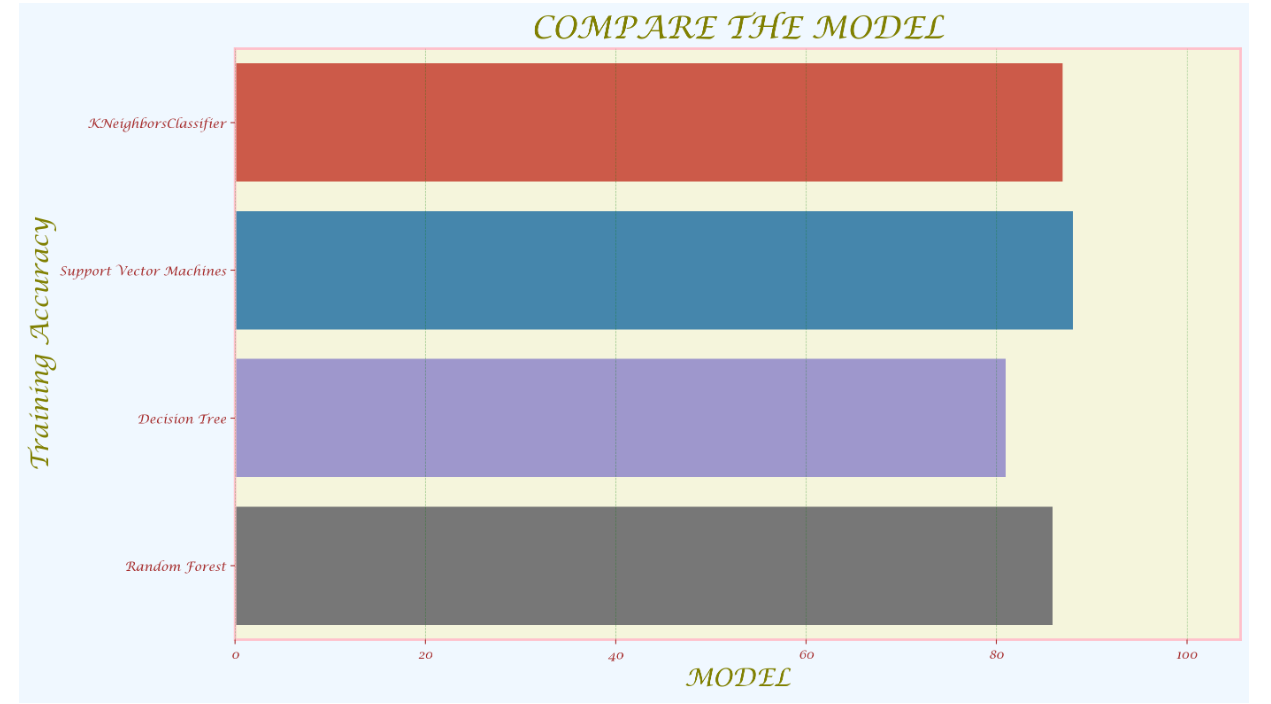 COMPARE THE MODEL
Training Accuracy
KNeighborsClassifier
Support Vector Machines
Decision Tree
Random Forest
0 20 40 60 80 100
MODEL